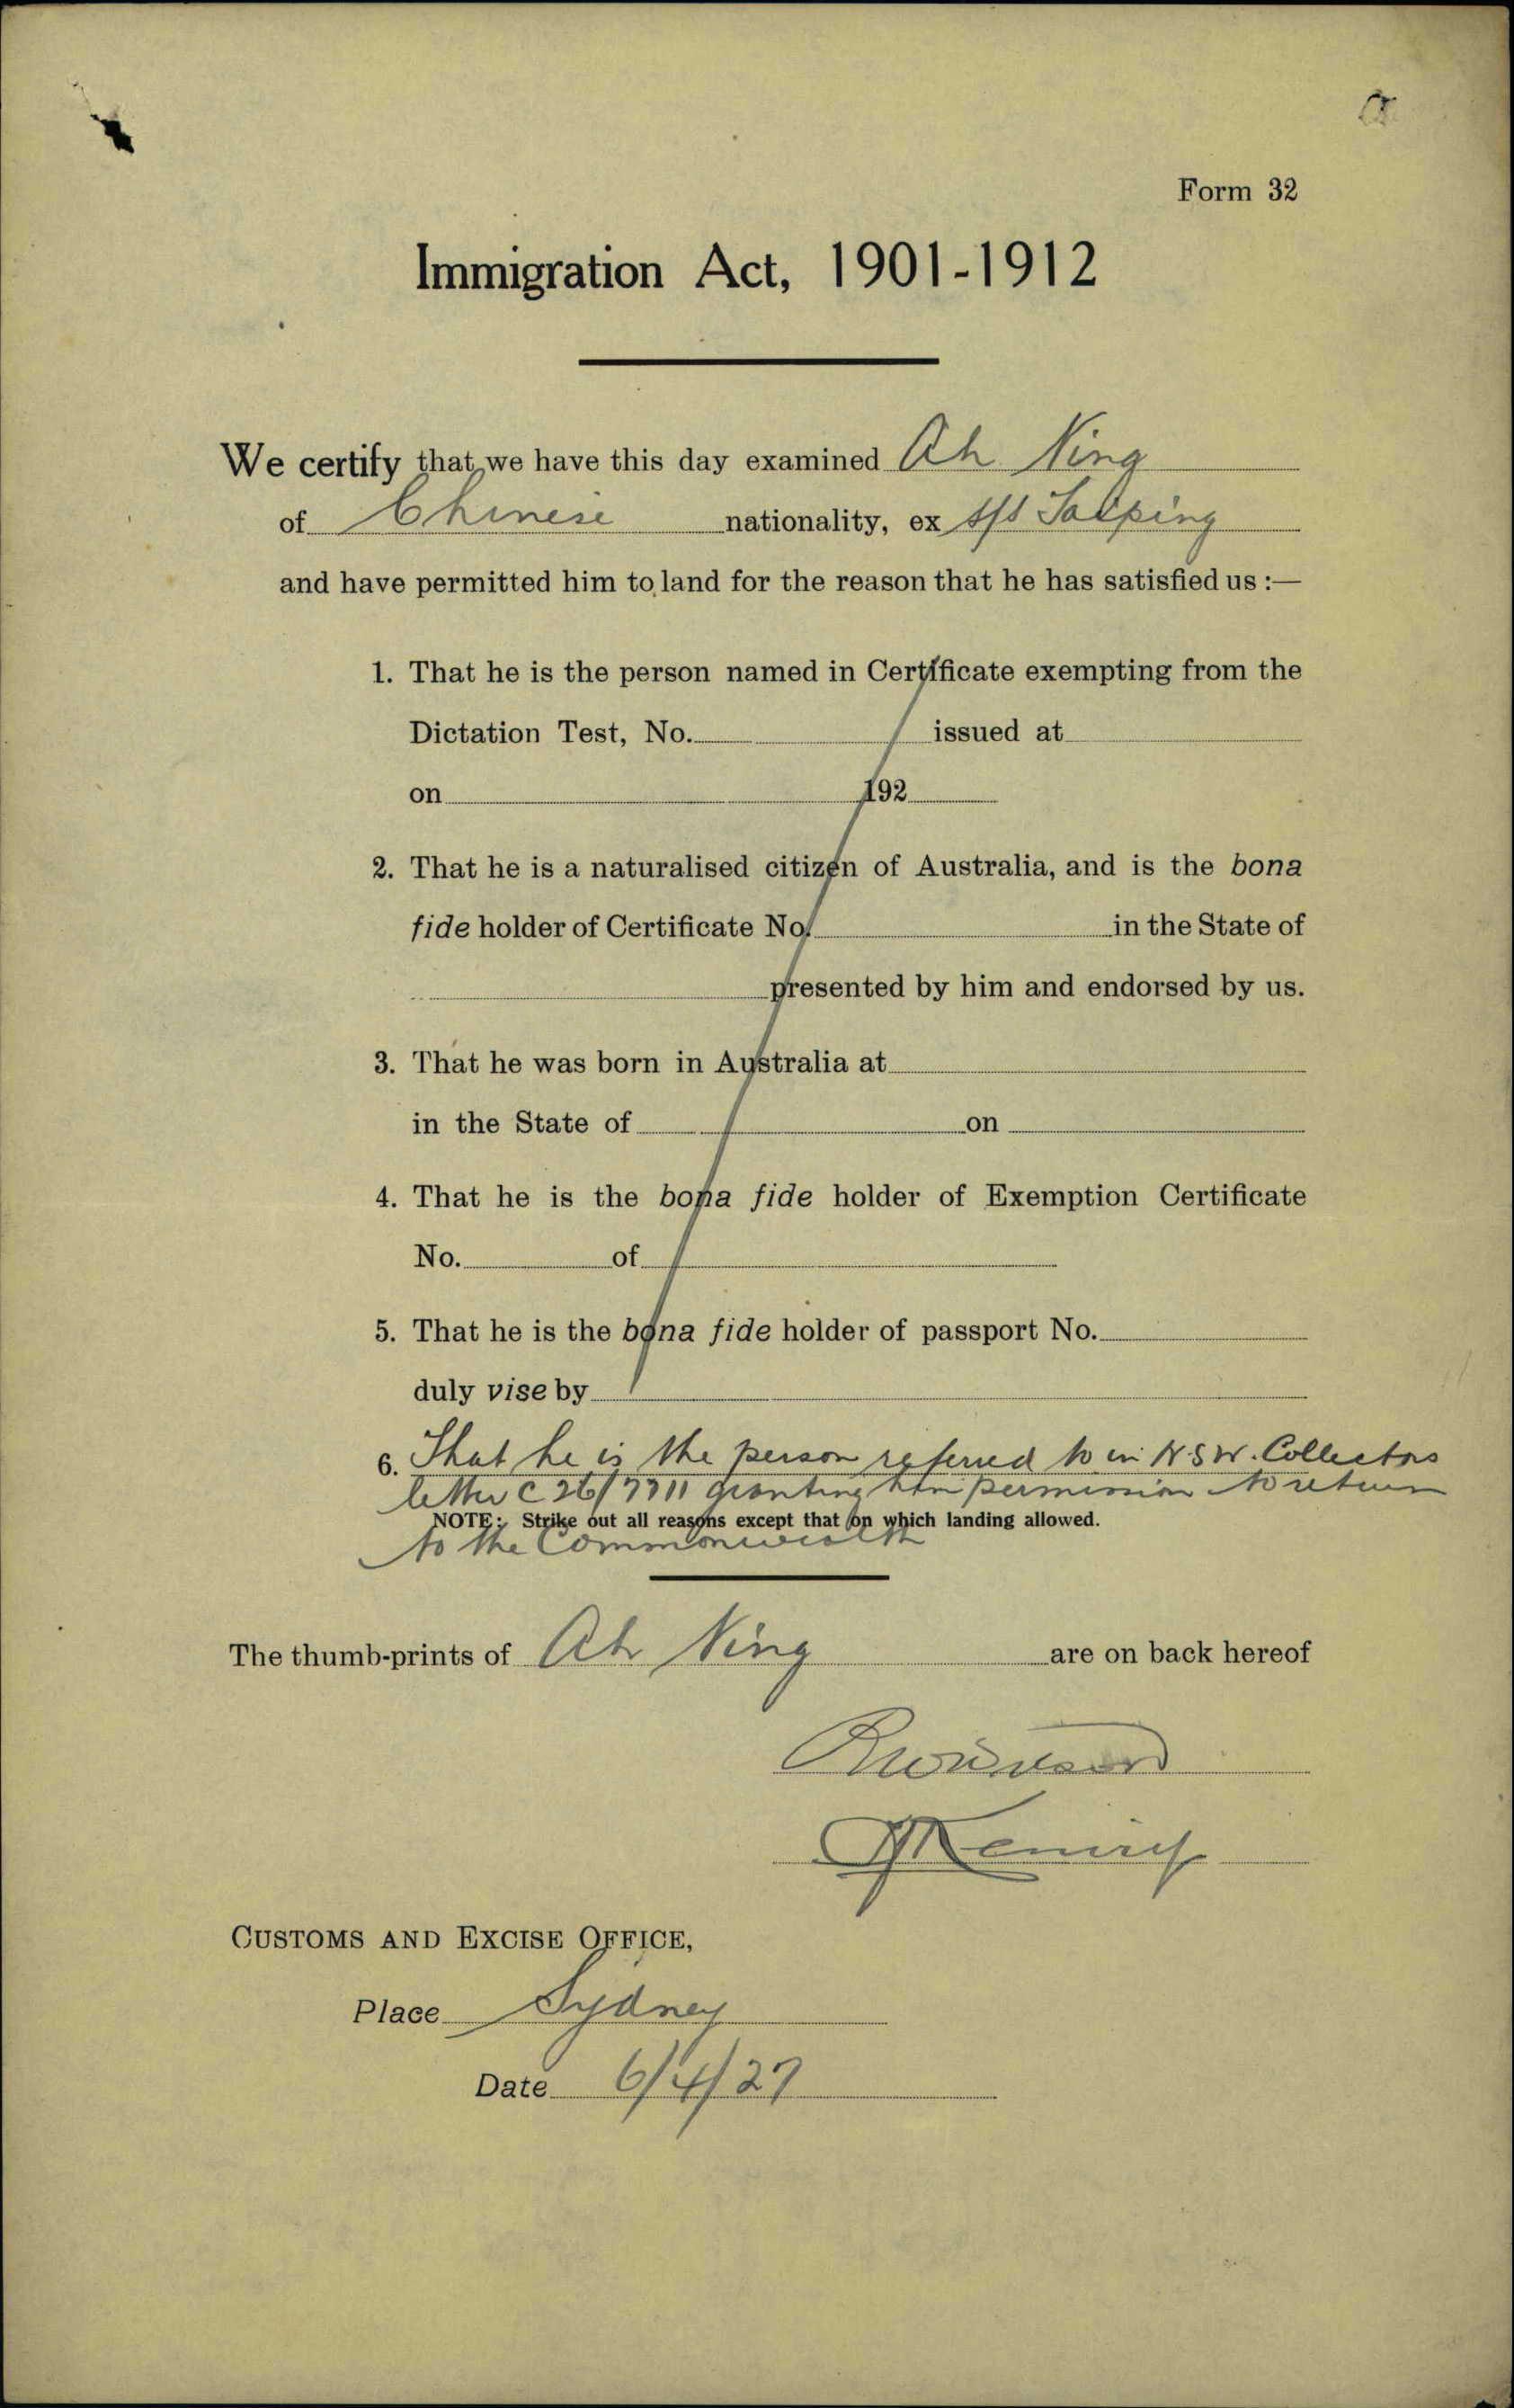 Form 32
Immigration Act, 1901-1912
We certify that we have this day examined Ah Ning
of Chinese nationality, ex s/s Taiping
and have permitted him to land for the reason that he has satisfied us :—
1. That he is the person named in Certificate exempting from the
Dictation Test, No. issued at
on 192
2. That he is a naturalised citizen of Australia, and is the bona
fide holder of Certificate No. in the State of
presented by him and endorsed by us.
3. That he was born in Australia at
in the State of on
4. That he is the bona fide holder of Exemption Certificate
No. of
5. That he is the bona fide holder of passport No.
duly vise by
6. That he is the person referred to in N.S.W. Collectors
letter C 26/7711 granting him permission to return
NOTE: Strike out all reasons except that on which landing allowed.
to the Commonwealth
The thumb-prints of Ah Ning are on back hereof
CUSTOMS AND EXCISE OFFICE,
Place Sydney
Date 6/4/27